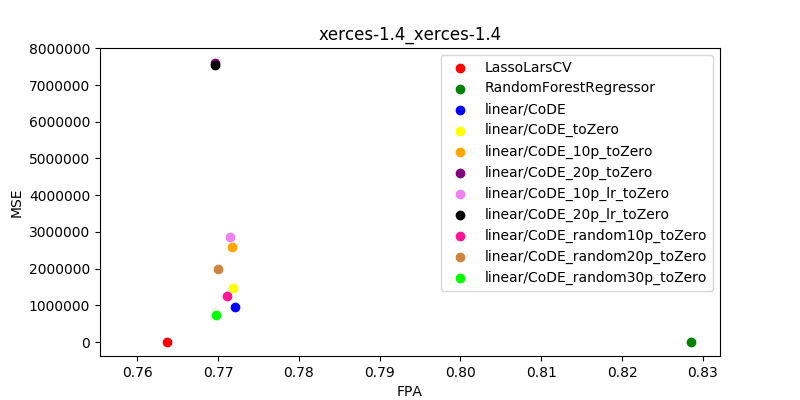 xerces-1.4_xerces-1.4
MSE
8000000
7000000
6000000
5000000
4000000
3000000
2000000
1000000
0
LassoLarsCV
RandomForestRegressor
linear/CoDE
linear/CoDE_toZero
linear/CoDE_10p_toZero
linear/CoDE_20p_toZero
linear/CoDE_10p_lr_toZero
linear/CoDE_20p_lr_toZero
linear/CoDE_random10p_toZero
linear/CoDE_random20p_toZero
linear/CoDE_random30p_toZero
0.76 0.77 0.78 0.79 0.80 0.81 0.82 0.83
FPA